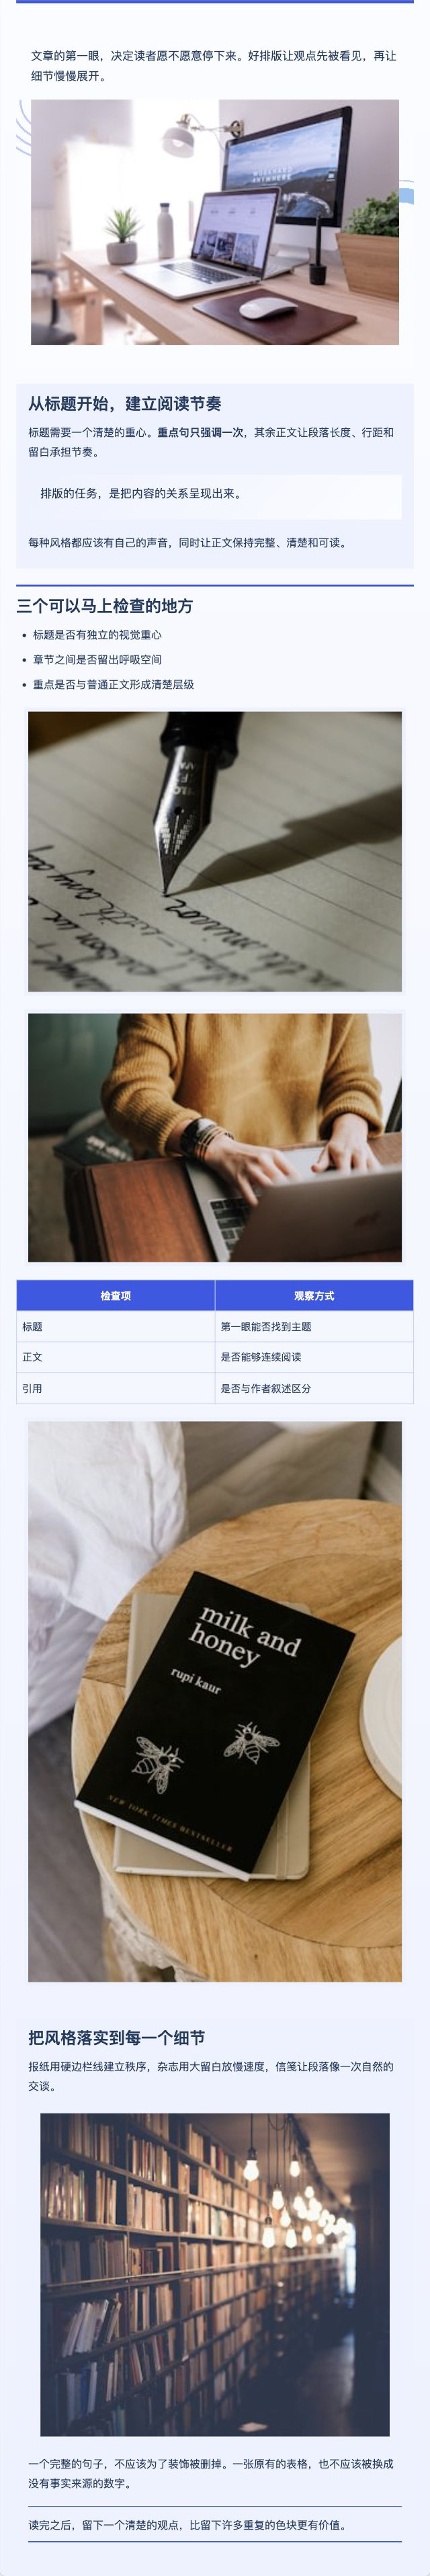 文章的第一眼，决定读者愿不愿意停下来。好排版让观点先被看见，再让
细节慢慢展开。
从标题开始，建立阅读节奏
标题需要一个清楚的重心。重点句只强调一次，其余正文让段落长度、行距和
留白承担节奏。
排版的任务，是把内容的关系呈现出来。
每种风格都应该有自己的声音，同时让正文保持完整、清楚和可读。
三个可以马上检查的地方
• 标题是否有独立的视觉重心
• 章节之间是否留出呼吸空间
• 重点是否与普通正文形成清楚层级
检查项 观察方式
标题 第一眼能否找到主题
正文 是否能够连续阅读
引用 是否与作者叙述区分
milk and
honey
rupi kaur
NEW YORK TIMES BESTSELLER
把风格落实到每一个细节
报纸用硬边栏线建立秩序，杂志用大留白放慢速度，信笺让段落像一次自然的
交谈。
一个完整的句子，不应该为了装饰被删掉。一张原有的表格，也不应该被换成
没有事实来源的数字。
读完之后，留下一个清楚的观点，比留下许多重复的色块更有价值。